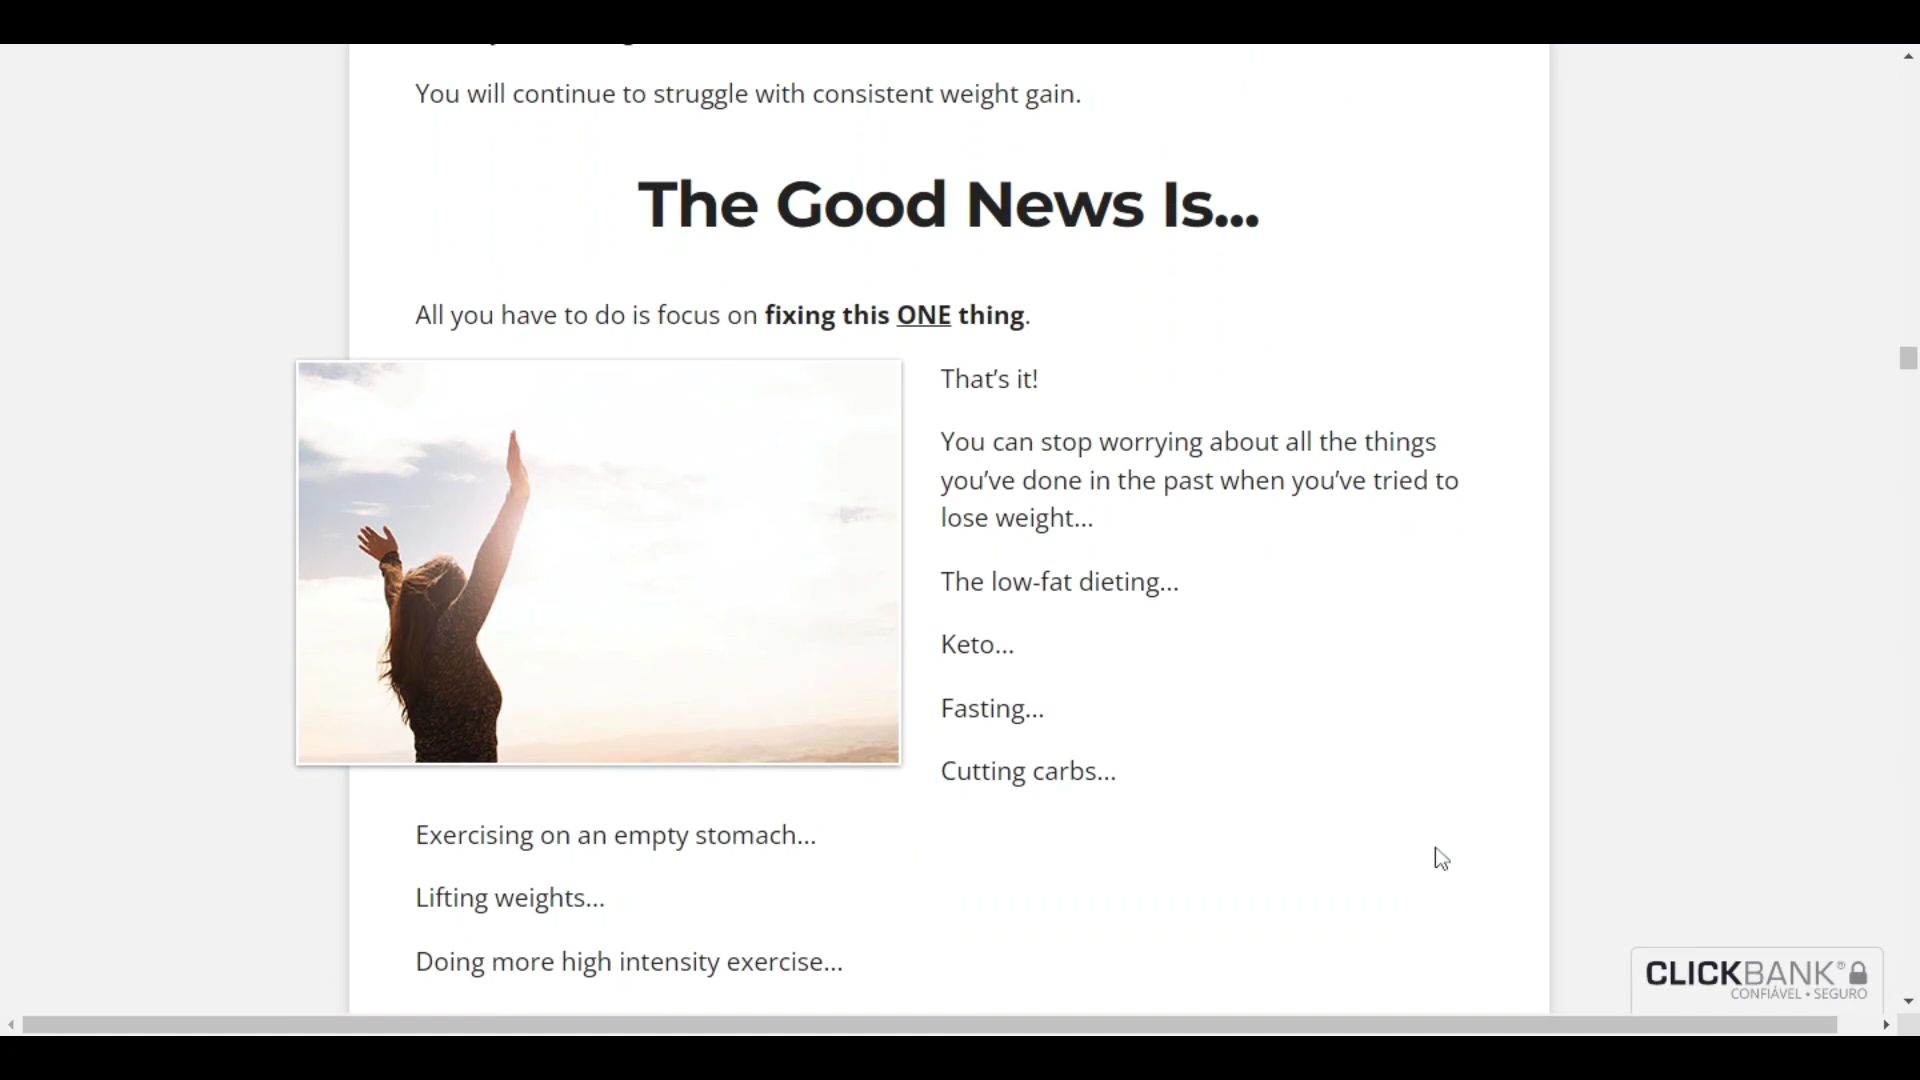 You will continue to struggle with consistent weight gain.
The Good News Is...
All you have to do is focus on fixing this ONE thing.
That’s it!
You can stop worrying about all the things
you’ve done in the past when you’ve tried to
lose weight…
The low-fat dieting…
Keto…
Fasting…
Cutting carbs…
Exercising on an empty stomach…
Lifting weights…
Doing more high intensity exercise…
CLICKBANK®
CONFIÁVEL • SEGURO